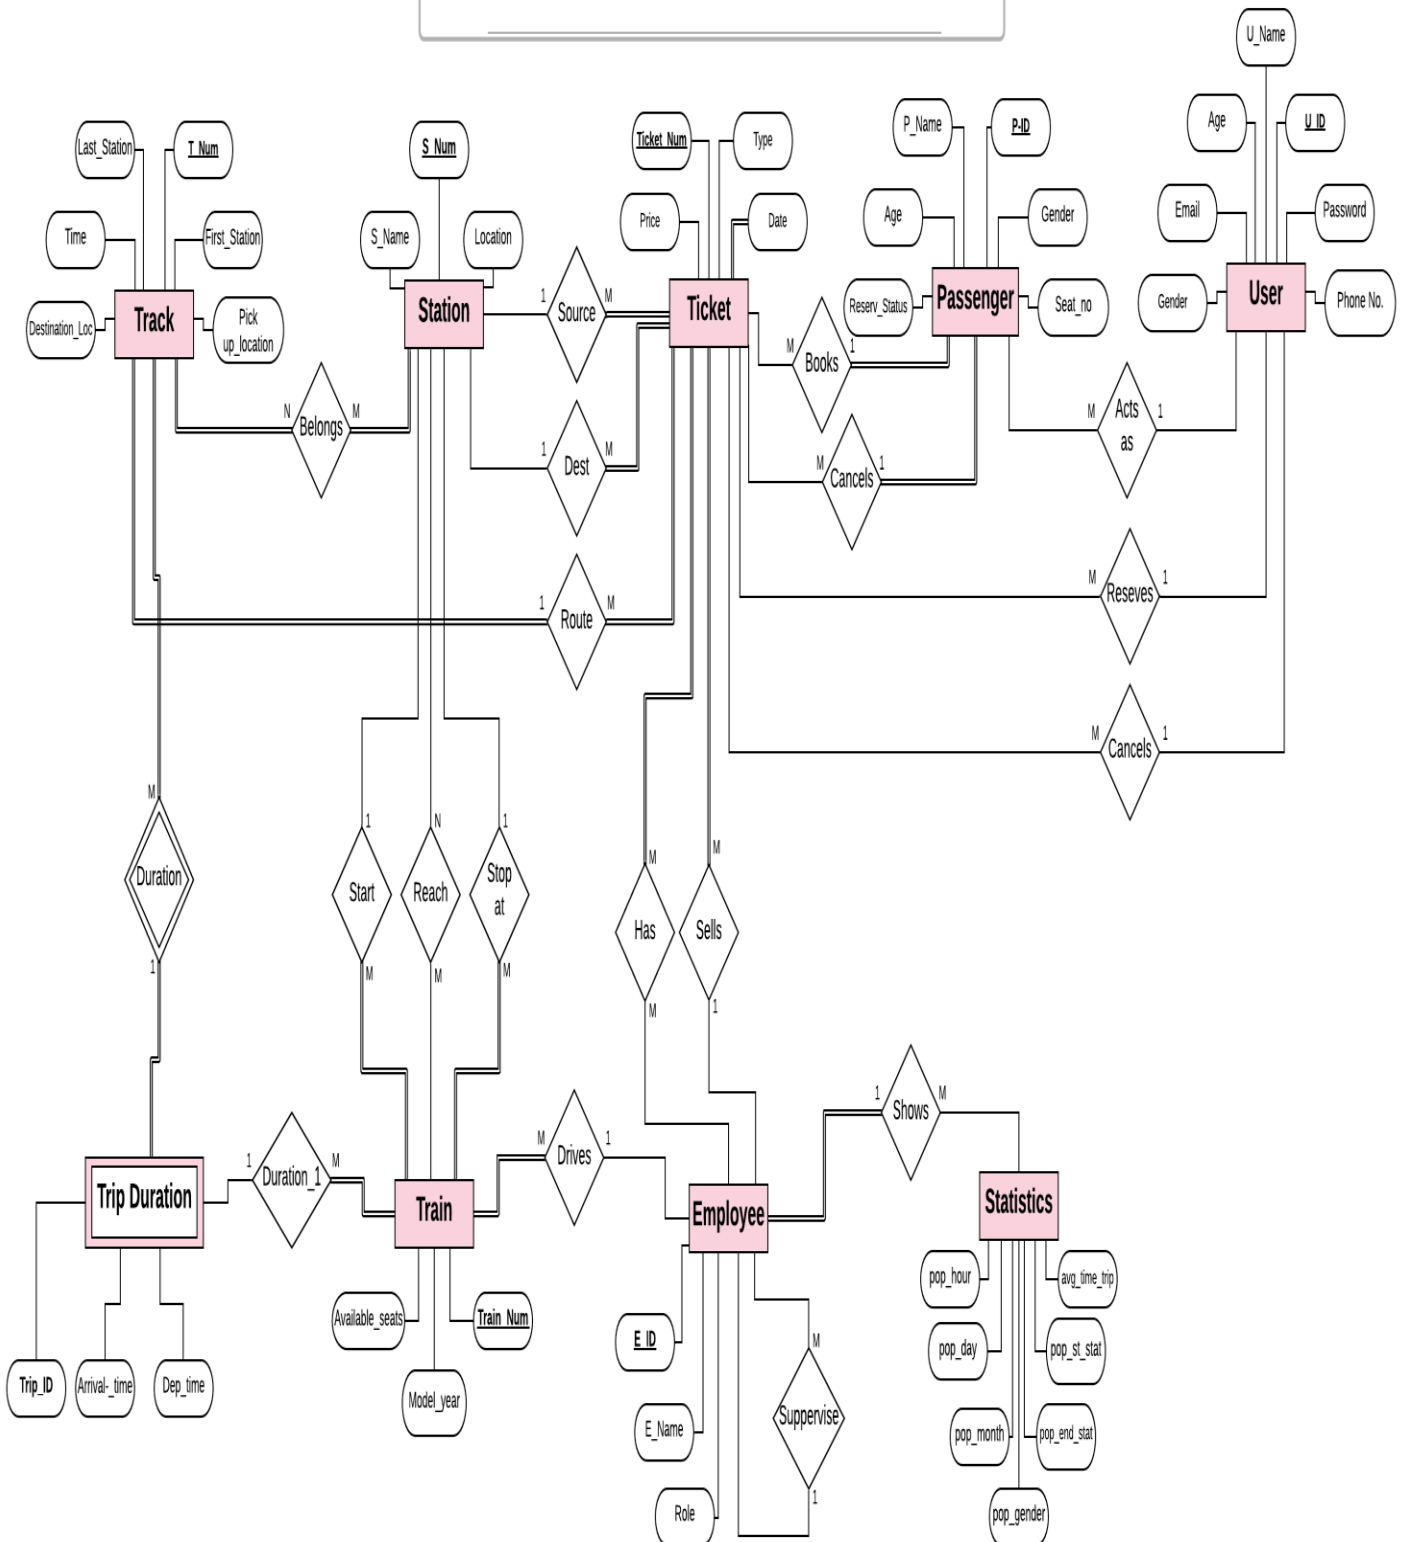 U_Name
Age
U_ID
Email
Password
Gender
User
Phone No.
P_Name
P-ID
Age
Gender
Reserv_Status
Passenger
Seat_no
Ticket_Num
Type
Price
Date
Ticket
S_Num
S_Name
Location
Station
Last_Station
T_Num
Time
First_Station
Destination_Loc
Track
Pick
up_location
1
Source
M
M
Books
1
N
Belongs
M
1
Dest
M
M
Cancels
1
M
Acts
as
1
1
Route
M
M
Reseves
1
M
Cancels
1
M
Duration
1
1
Start
M
N
Reach
M
1
Stop
at
M
M
Has
M
M
Sells
1
1
Shows
M
M
Drives
1
1
Duration_1
M
Trip Duration
Train
Employee
Statistics
Trip_ID
Arrival-_time
Dep_time
Available_seats
Train_Num
Model_year
E_ID
E_Name
Role
M
Suppervise
1
pop_hour
avg_time_trip
pop_day
pop_st_stat
pop_month
pop_end_stat
pop_gender